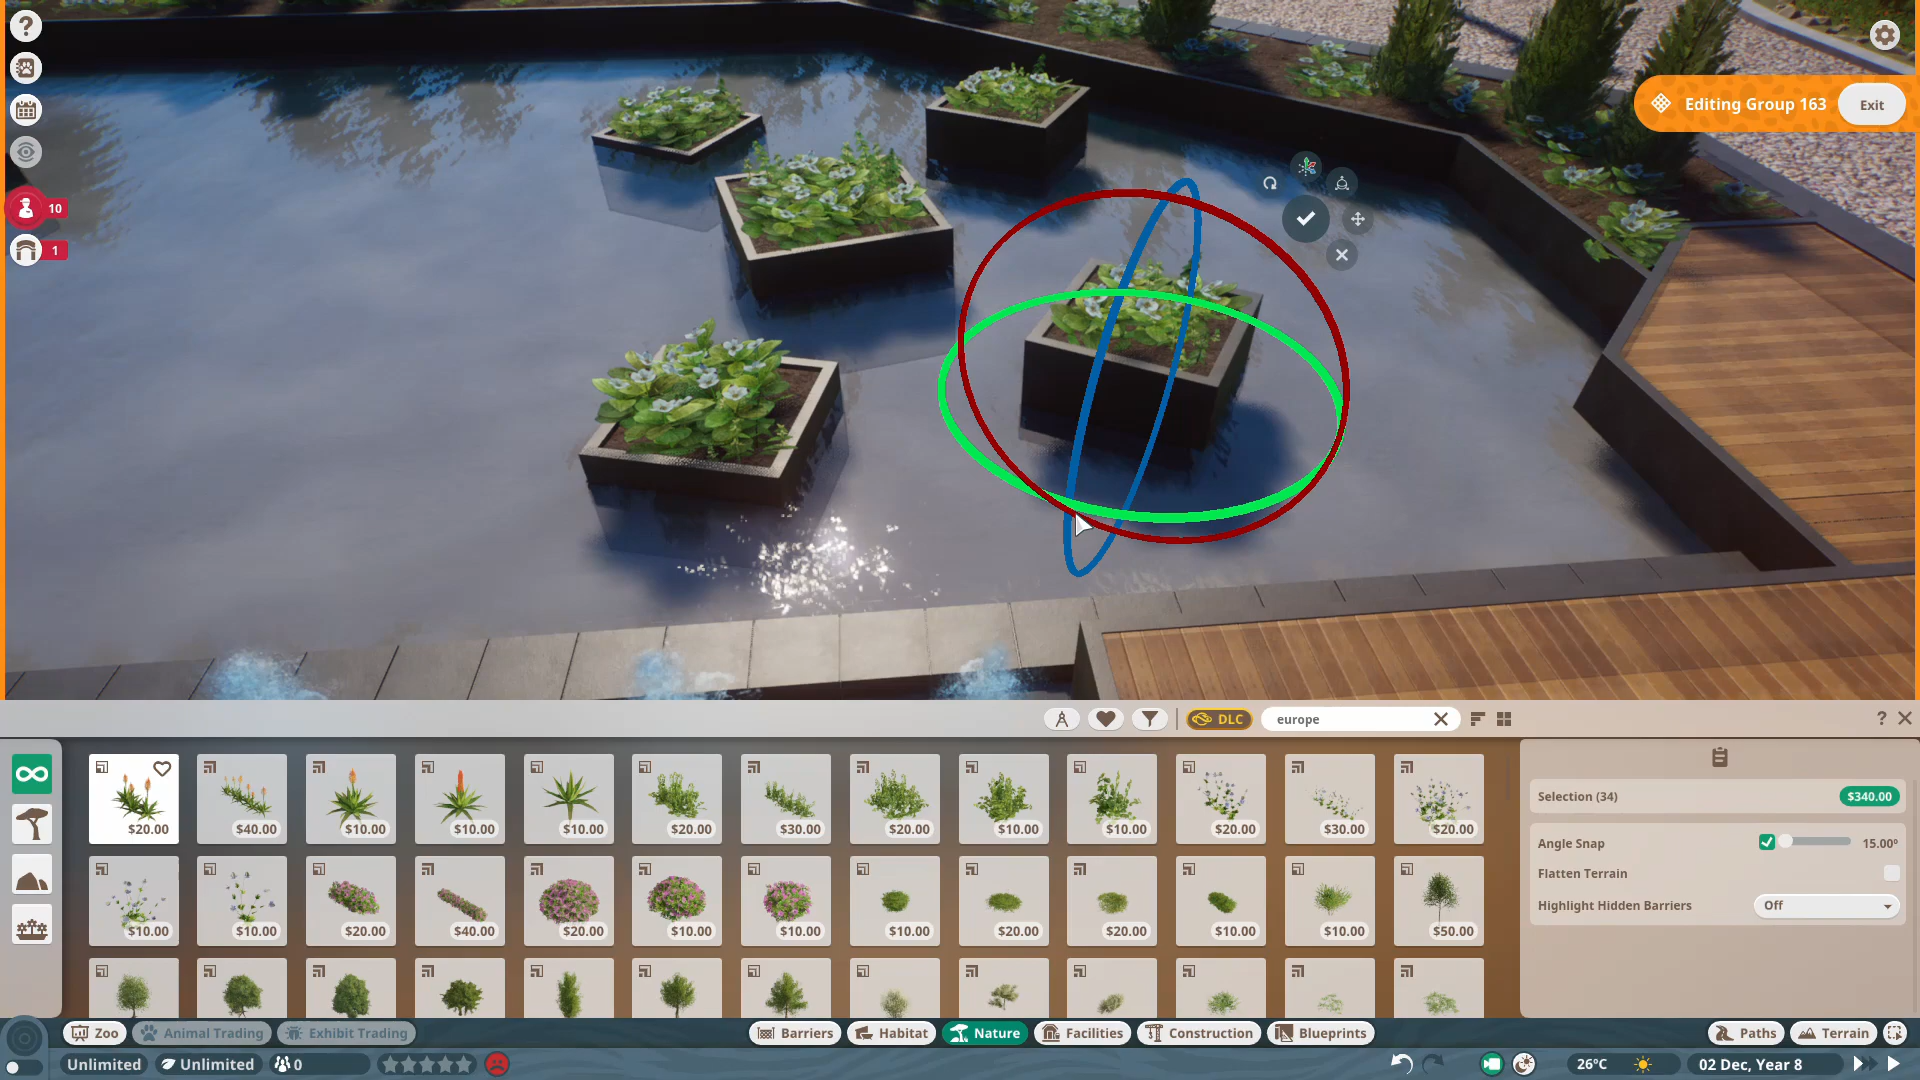 ?
Editing Group 163
Exit
10
1
DLC
europe
?
$20.00
$40.00
$10.00
$10.00
$10.00
$20.00
$30.00
$20.00
$10.00
$10.00
$20.00
$30.00
$20.00
$10.00
$10.00
$20.00
$40.00
$20.00
$10.00
$10.00
$10.00
$20.00
$20.00
$10.00
$10.00
$50.00
Selection (34)
$340.00
Angle Snap
15.00°
Flatten Terrain
Highlight Hidden Barriers
Off
Zoo
Animal Trading
Exhibit Trading
Barriers
Habitat
Nature
Facilities
Construction
Blueprints
Paths
Terrain
Unlimited
Unlimited
0
26°C
02 Dec, Year 8